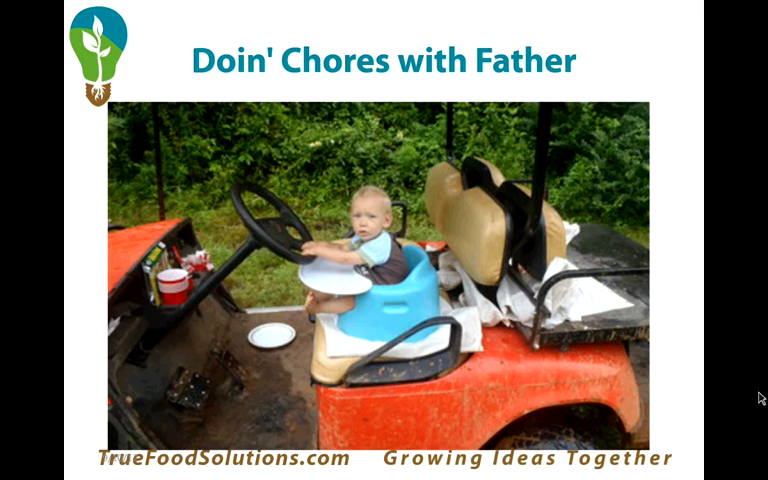 Doin' Chores with Father
TrueFoodSolutions.com Growing Ideas Together